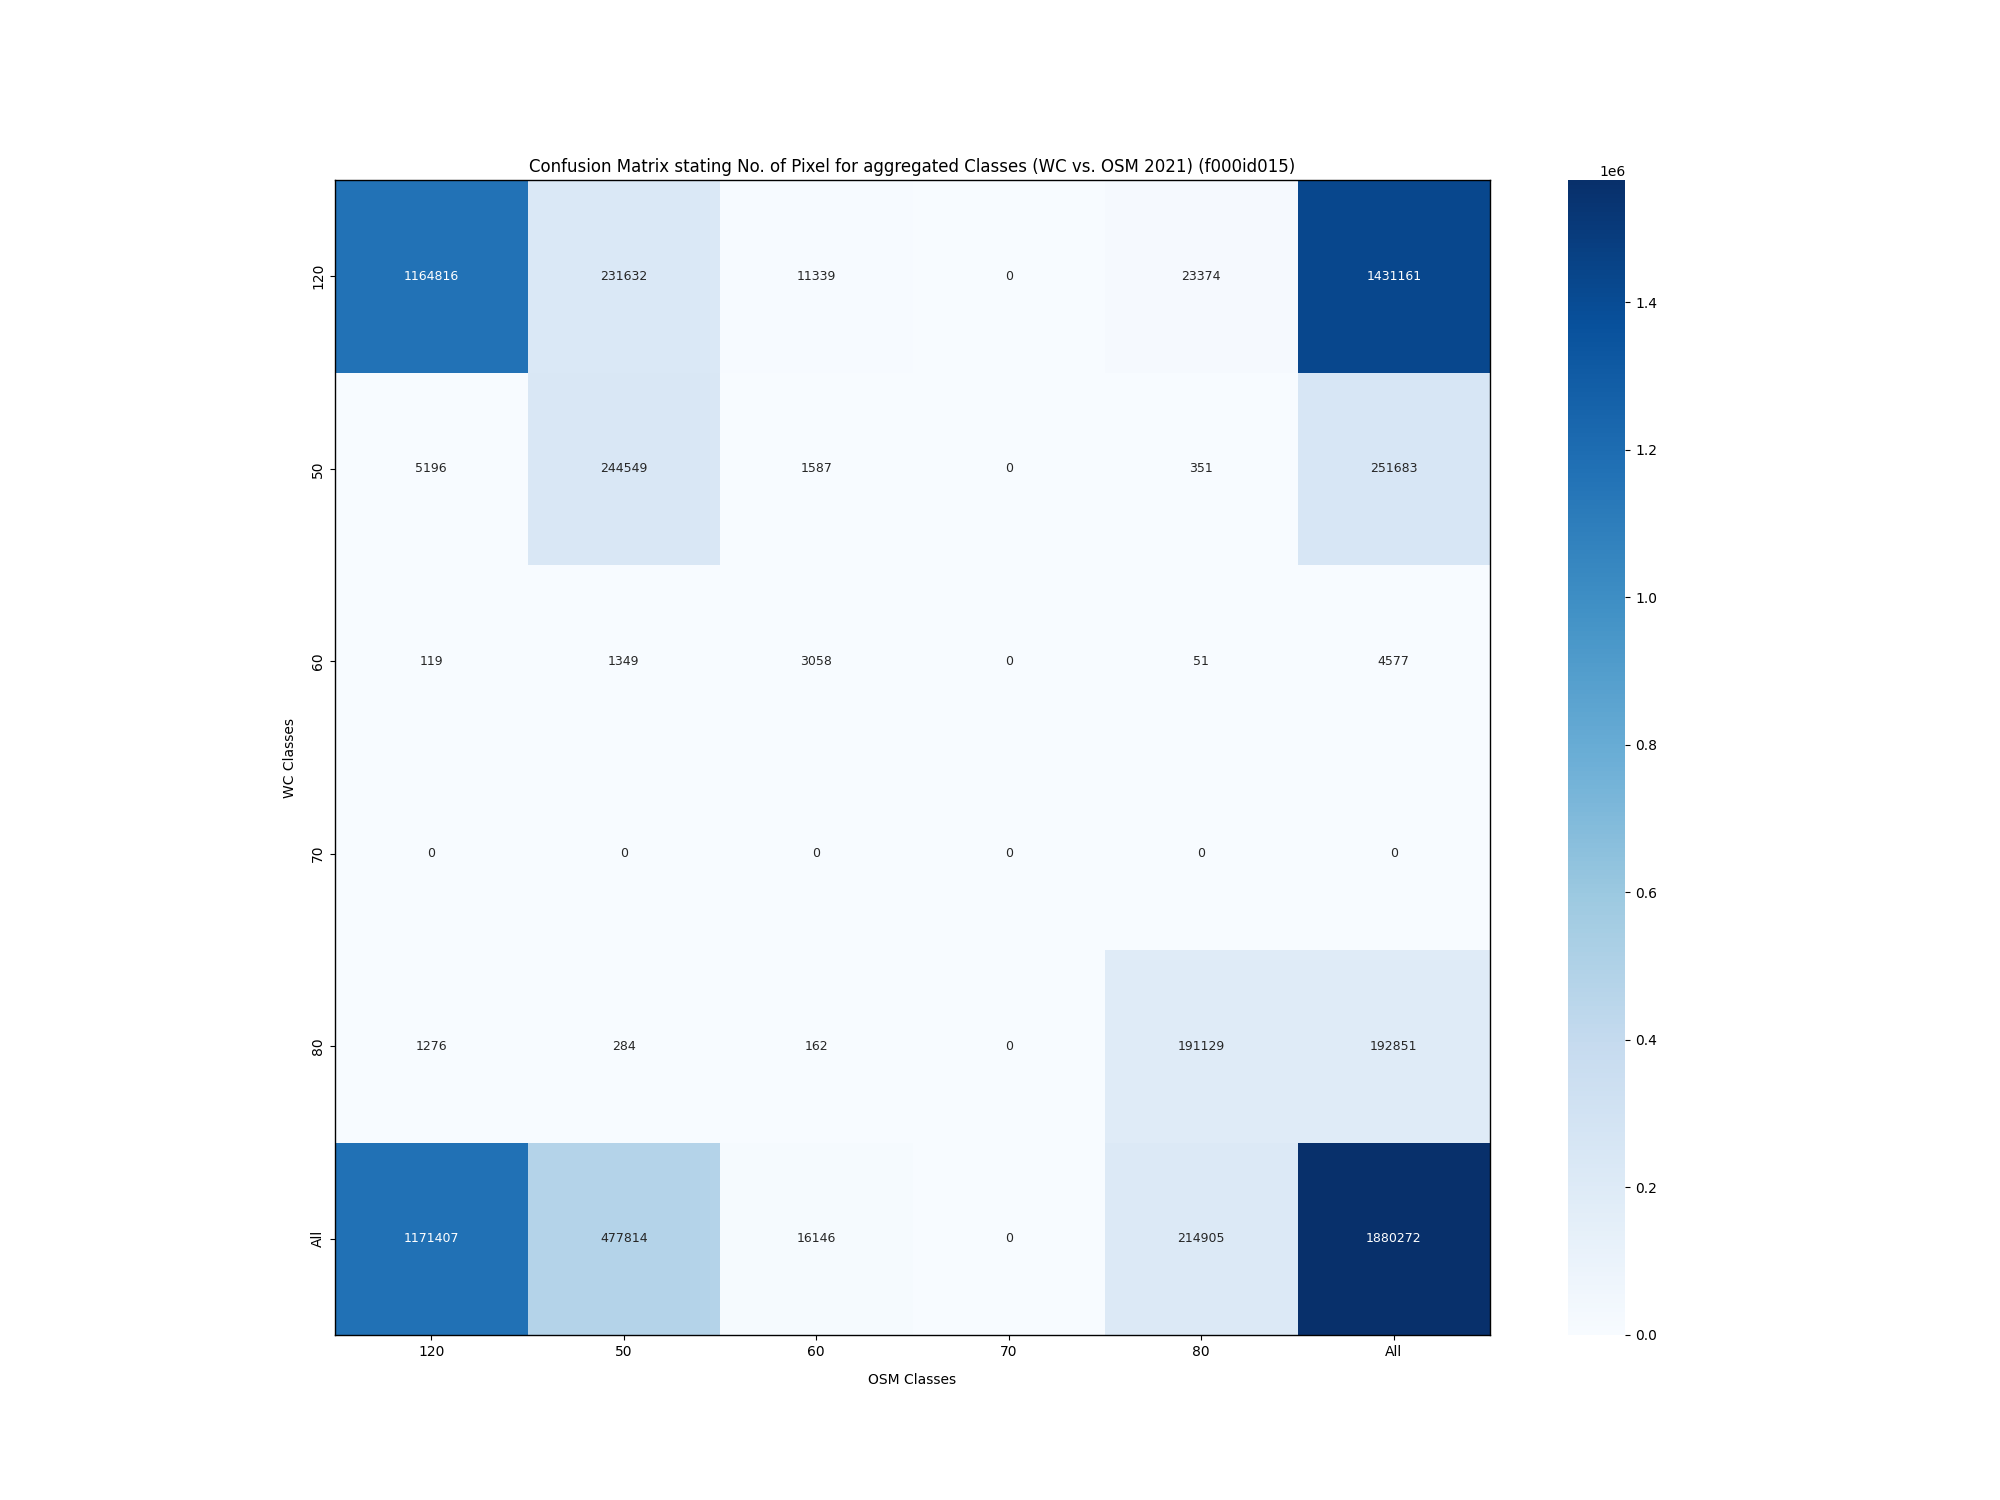 Confusion Matrix stating No. of Pixel for aggregated Classes (WC vs. OSM 2021) (f000id015)
1e6
120 1164816 231632 11339 0 23374 1431161
50 5196 244549 1587 0 351 251683
60 119 1349 3058 0 51 4577
70 0 0 0 0 0 0
80 1276 284 162 0 191129 192851
All 1171407 477814 16146 0 214905 1880272
120 50 60 70 80 All
OSM Classes
WC Classes
1.4
1.2
1.0
0.8
0.6
0.4
0.2
0.0